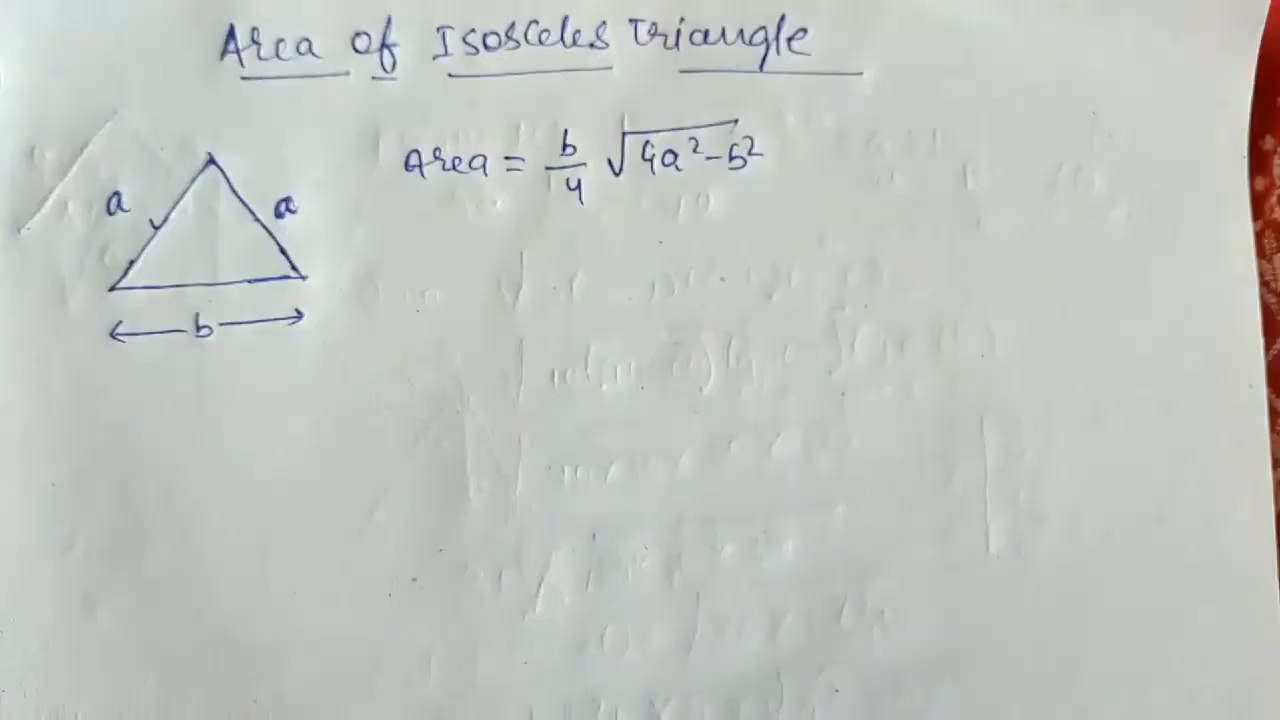 Area of Isosceles Triangle
Area = b/4 √4a²-b²
a
a
b